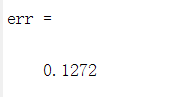 err =
0.1272